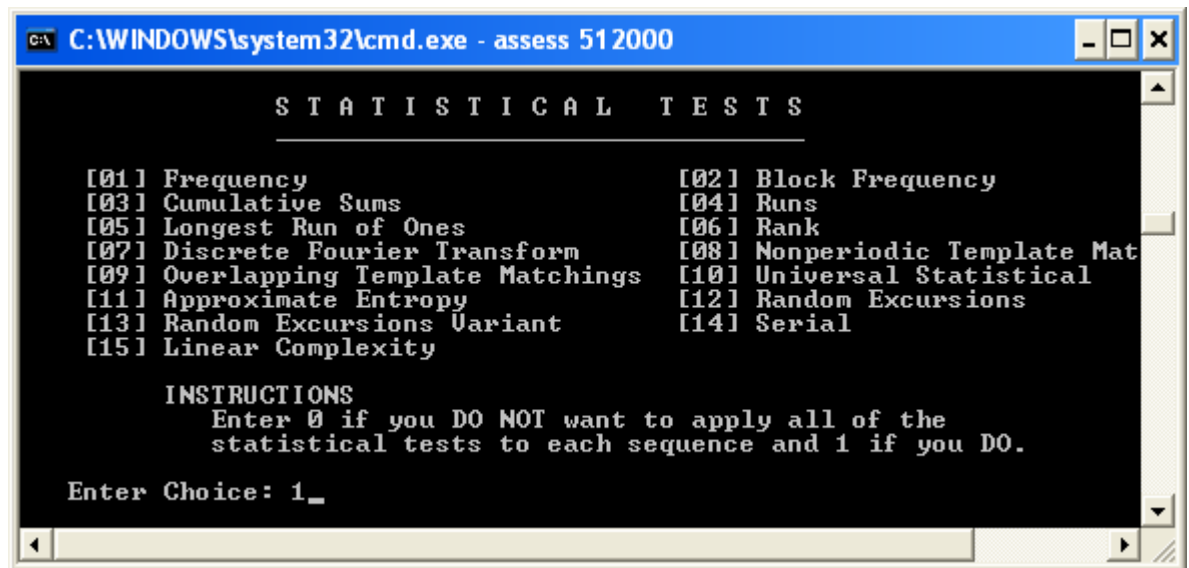 C:\WINDOWS\system32\cmd.exe - assess 512000
S T A T I S T I C A L T E S T S
[01] Frequency [02] Block Frequency
[03] Cumulative Sums [04] Runs
[05] Longest Run of Ones [06] Rank
[07] Discrete Fourier Transform [08] Nonperiodic Template Mat
[09] Overlapping Template Matchings [10] Universal Statistical
[11] Approximate Entropy [12] Random Excursions
[13] Random Excursions Variant [14] Serial
[15] Linear Complexity
INSTRUCTIONS
Enter 0 if you DO NOT want to apply all of the
statistical tests to each sequence and 1 if you DO.
Enter Choice: 1_